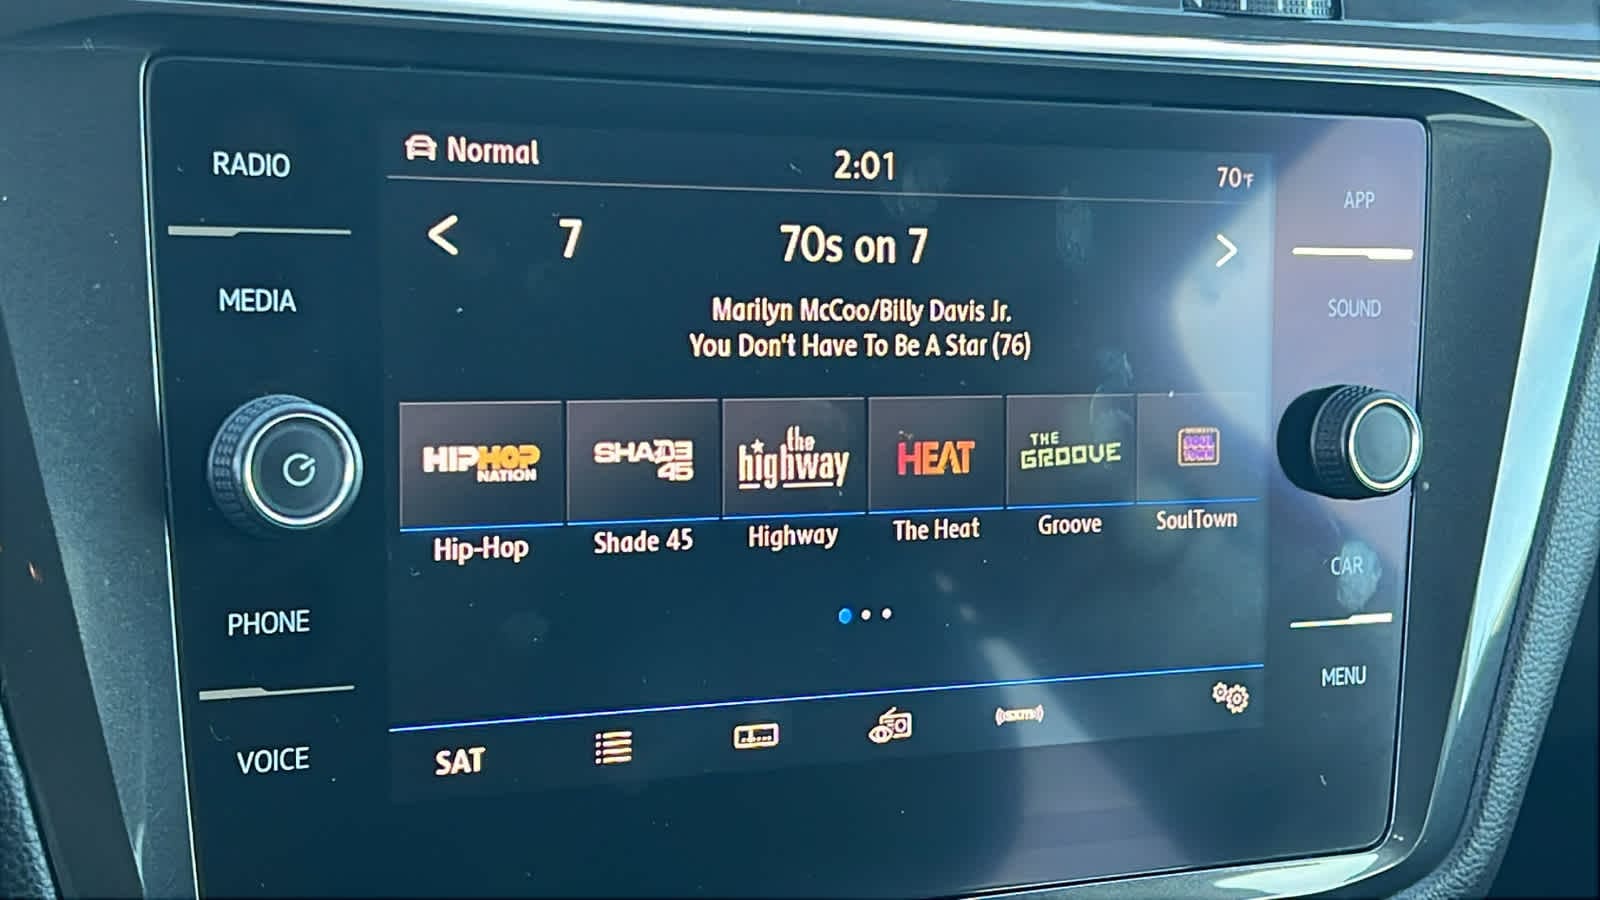 RADIO
MEDIA
PHONE
VOICE
Normal
2:01
70°F
7
70s on 7
Marilyn McCoo/Billy Davis Jr.
You Don't Have To Be A Star (76)
HIPHOP
NATION
SHADE
45
the
highway
HEAT
THE
GROOVE
SOUL
TOWN
Hip-Hop
Shade 45
Highway
The Heat
Groove
SoulTown
SAT
APP
SOUND
CAR
MENU